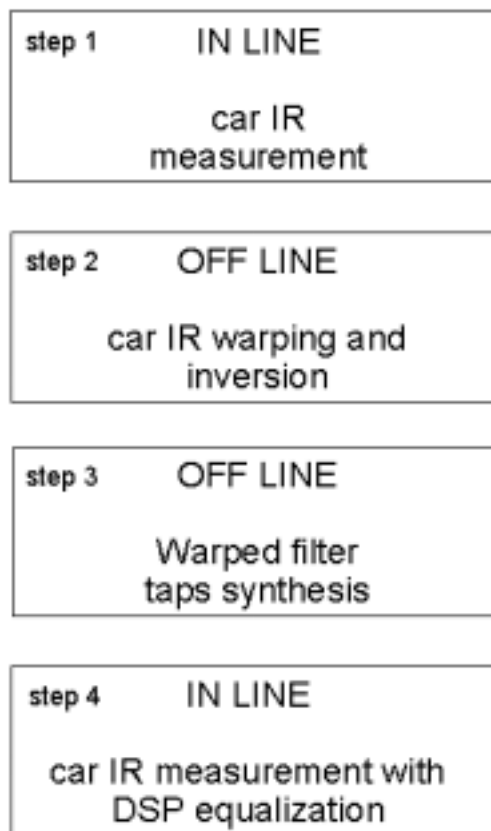 step 1 IN LINE
car IR
measurement
step 2 OFF LINE
car IR warping and
inversion
step 3 OFF LINE
Warped filter
taps synthesis
step 4 IN LINE
car IR measurement with
DSP equalization